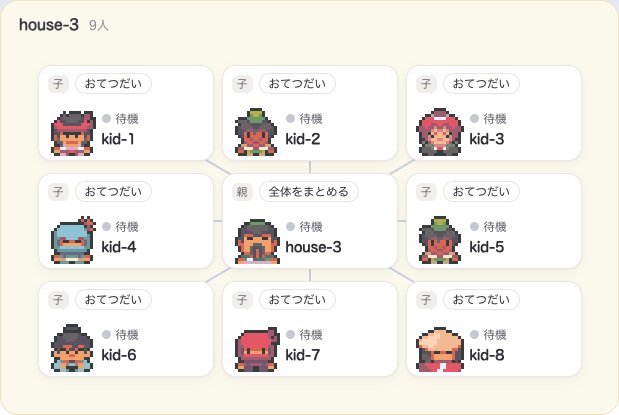 house-3 9人
子 おてつだい
待機
kid-1
子 おてつだい
待機
kid-2
子 おてつだい
待機
kid-3
子 おてつだい
待機
kid-4
親 全体をまとめる
待機
house-3
子 おてつだい
待機
kid-5
子 おてつだい
待機
kid-6
子 おてつだい
待機
kid-7
子 おてつだい
待機
kid-8